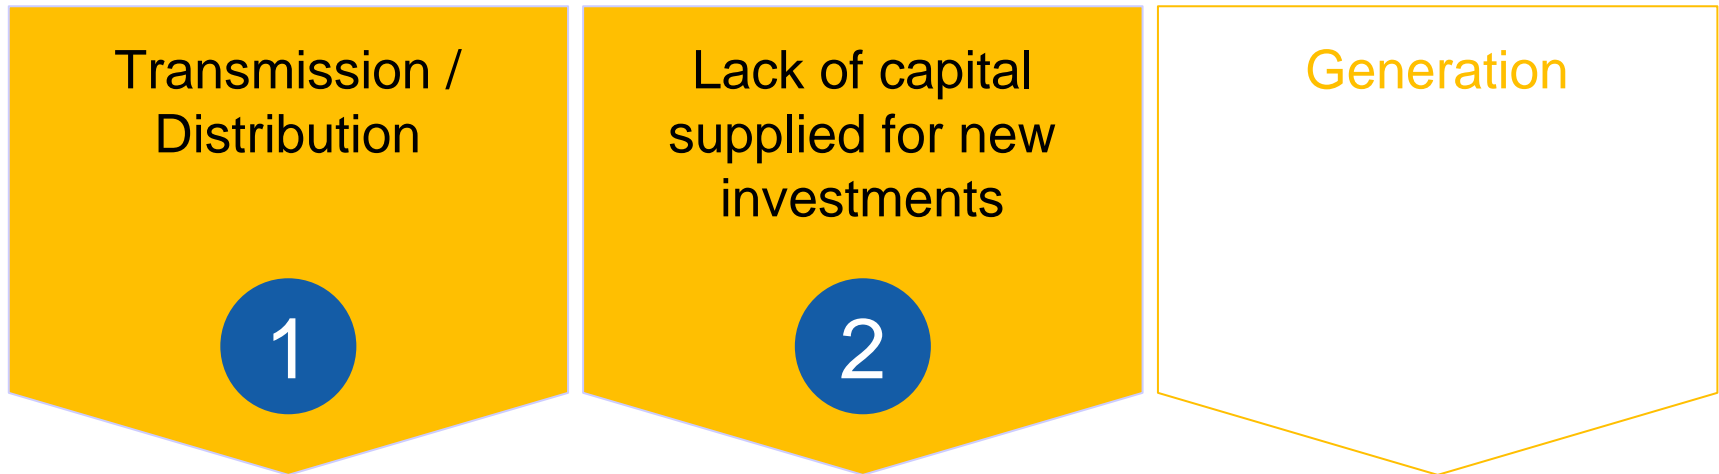 Transmission /
Distribution
1
Lack of capital
supplied for new
investments
2
Generation